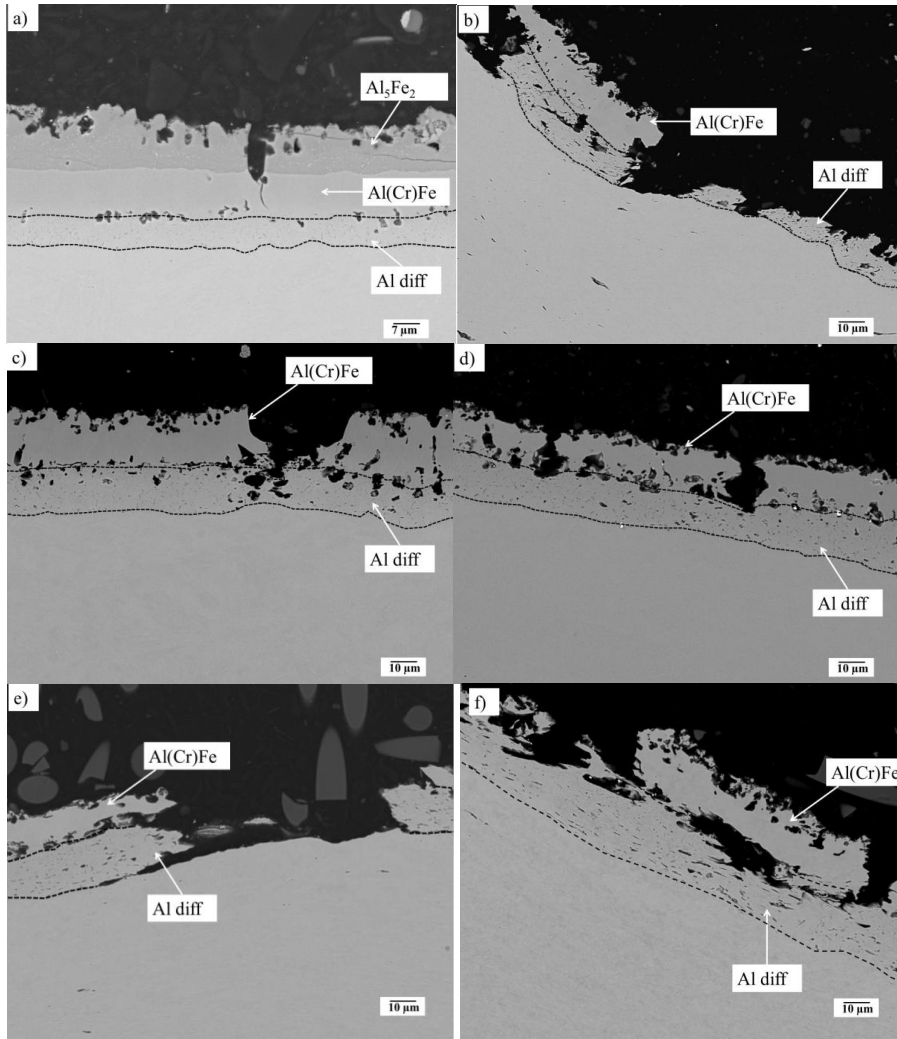 a)
Al₅Fe₂
Al(Cr)Fe
Al diff
7 µm
b)
Al(Cr)Fe
Al diff
10 µm
c)
Al(Cr)Fe
Al diff
10 µm
d)
Al(Cr)Fe
Al diff
10 µm
e)
Al(Cr)Fe
Al diff
10 µm
f)
Al(Cr)Fe
Al diff
10 µm